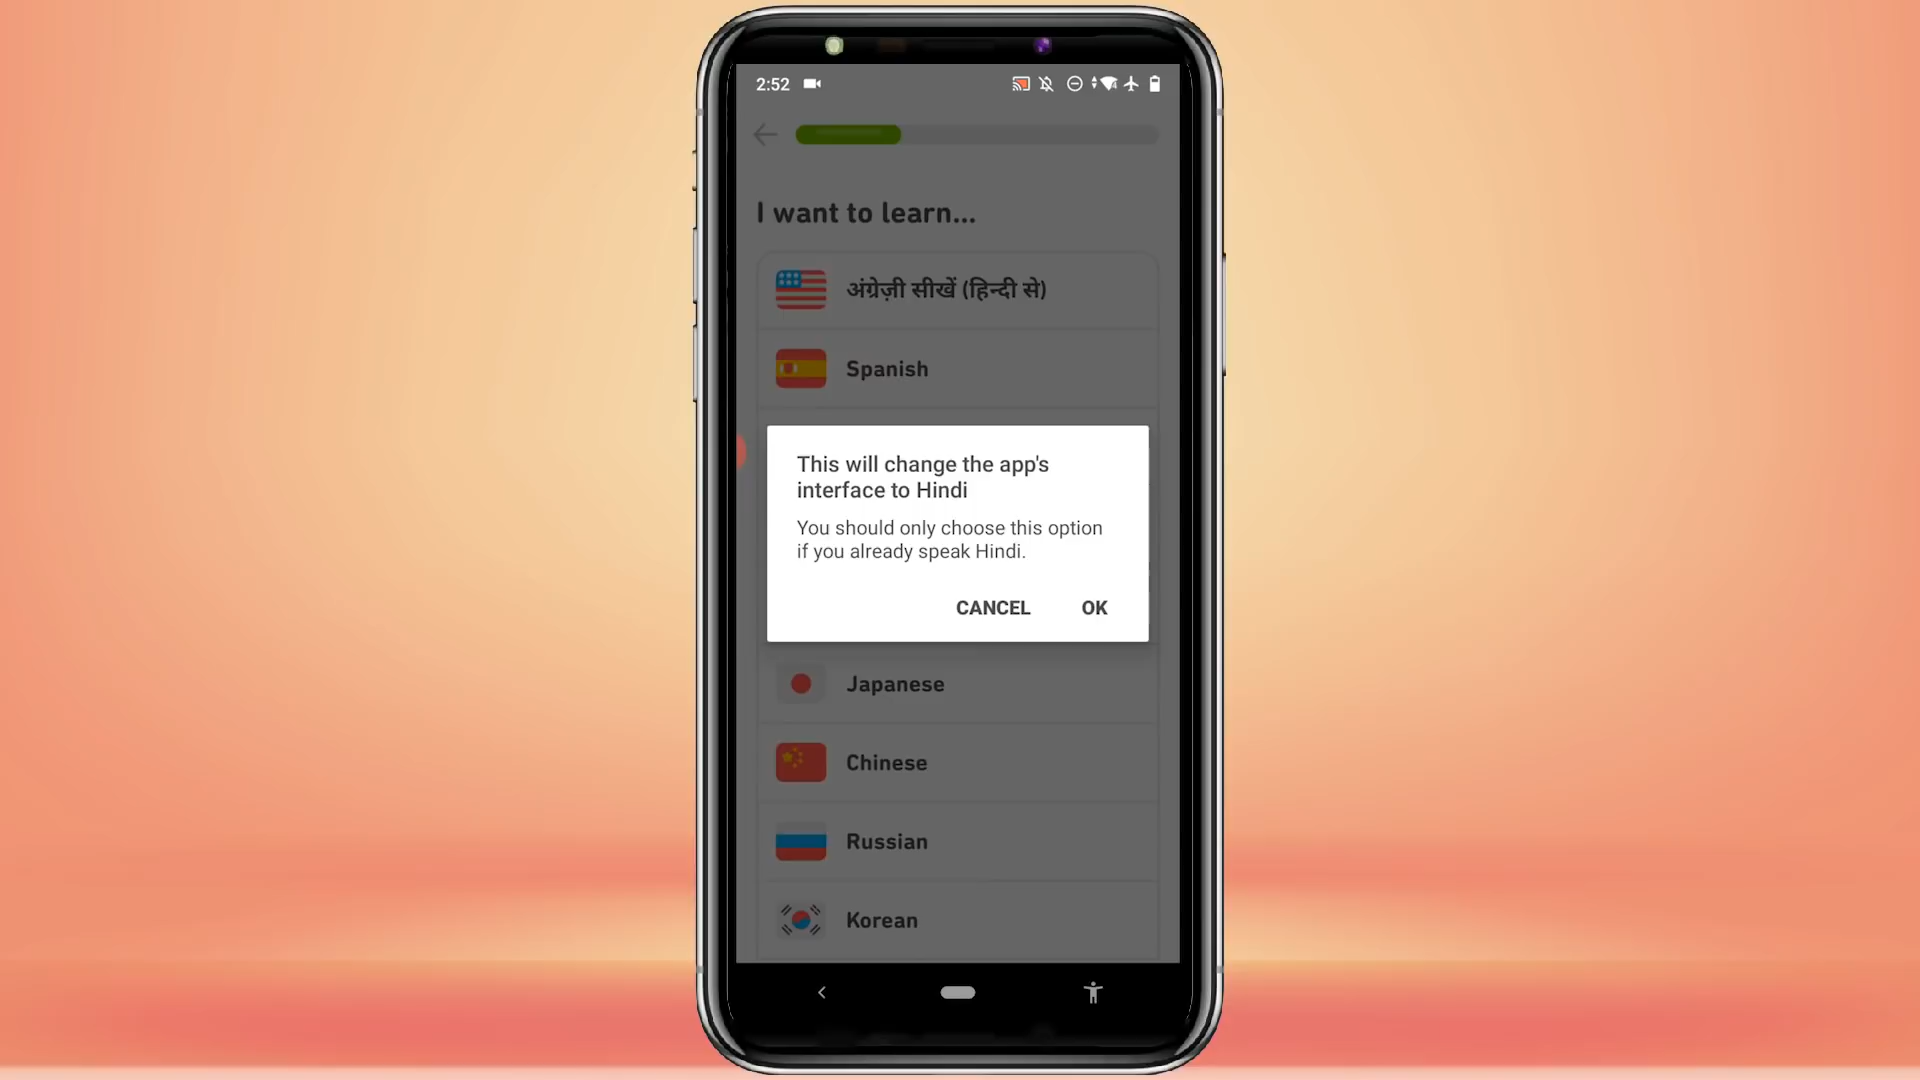 2:52
I want to learn...
अंग्रेज़ी सीखें (हिन्दी से)
Spanish
This will change the app's
interface to Hindi
You should only choose this option
if you already speak Hindi.
CANCEL OK
Japanese
Chinese
Russian
Korean